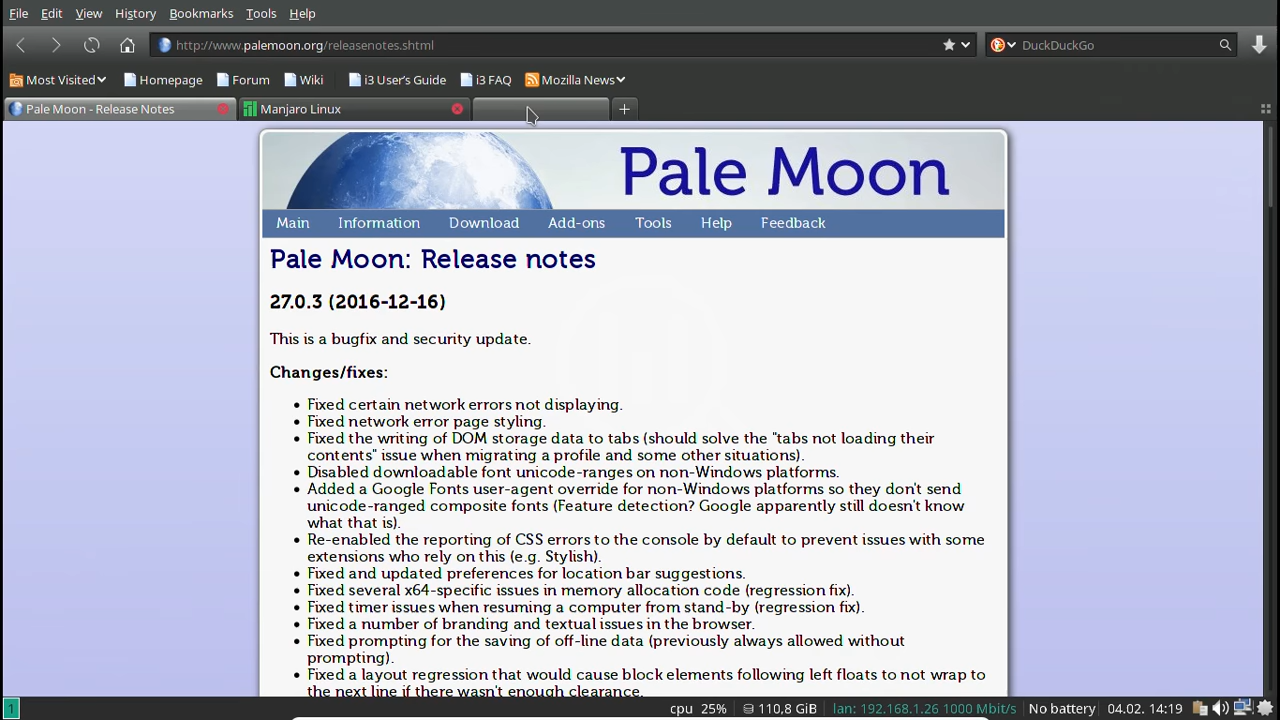 File Edit View History Bookmarks Tools Help
http://www.palemoon.org/releasenotes.shtml DuckDuckGo
Most Visited Homepage Forum Wiki i3 User's Guide i3 FAQ Mozilla News
Pale Moon - Release Notes Manjaro Linux +
Pale Moon
Main Information Download Add-ons Tools Help Feedback
Pale Moon: Release notes
27.0.3 (2016-12-16)
This is a bugfix and security update.
Changes/fixes:
• Fixed certain network errors not displaying.
• Fixed network error page styling.
• Fixed the writing of DOM storage data to tabs (should solve the "tabs not loading their
contents" issue when migrating a profile and some other situations).
• Disabled downloadable font unicode-ranges on non-Windows platforms.
• Added a Google Fonts user-agent override for non-Windows platforms so they don't send
unicode-ranged composite fonts (Feature detection? Google apparently still doesn't know
what that is).
• Re-enabled the reporting of CSS errors to the console by default to prevent issues with some
extensions who rely on this (e.g. Stylish).
• Fixed and updated preferences for location bar suggestions.
• Fixed several x64-specific issues in memory allocation code (regression fix).
• Fixed timer issues when resuming a computer from stand-by (regression fix).
• Fixed a number of branding and textual issues in the browser.
• Fixed prompting for the saving of off-line data (previously always allowed without
prompting).
• Fixed a layout regression that would cause block elements following left floats to not wrap to
the next line if there wasn't enough clearance.
1 cpu 25% 110,8 GiB lan: 192.168.1.26 1000 Mbit/s No battery 04.02. 14:19